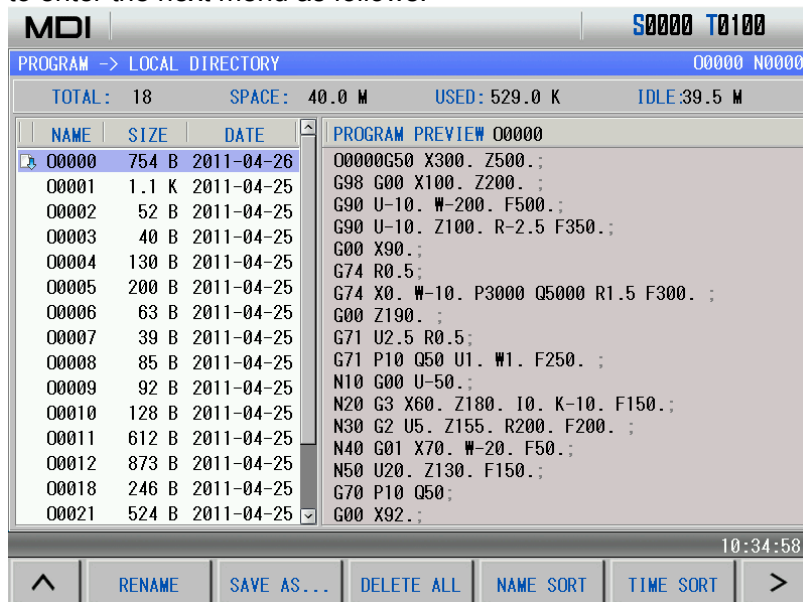 to enter the next menu as follows:
MDI S0000 T0100
PROGRAM -> LOCAL DIRECTORY O0000 N0000
TOTAL: 18 SPACE: 40.0 M USED: 529.0 K IDLE:39.5 M
NAME SIZE DATE
O0000 754 B 2011-04-26
O0001 1.1 K 2011-04-25
O0002 52 B 2011-04-25
O0003 40 B 2011-04-25
O0004 130 B 2011-04-25
O0005 200 B 2011-04-25
O0006 63 B 2011-04-25
O0007 39 B 2011-04-25
O0008 85 B 2011-04-25
O0009 92 B 2011-04-25
O0010 128 B 2011-04-25
O0011 612 B 2011-04-25
O0012 873 B 2011-04-25
O0018 246 B 2011-04-25
O0021 524 B 2011-04-25
PROGRAM PREVIEW O0000
O0000G50 X300. Z500.;
G98 G00 X100. Z200. ;
G90 U-10. W-200. F500.;
G90 U-10. Z100. R-2.5 F350.;
G00 X90.;
G74 R0.5;
G74 X0. W-10. P3000 Q5000 R1.5 F300. ;
G00 Z190. ;
G71 U2.5 R0.5;
G71 P10 Q50 U1. W1. F250. ;
N10 G00 U-50.;
N20 G3 X60. Z180. I0. K-10. F150.;
N30 G2 U5. Z155. R200. F200. ;
N40 G01 X70. W-20. F50.;
N50 U20. Z130. F150.;
G70 P10 Q50;
G00 X92.;
10:34:58
RENAME SAVE AS... DELETE ALL NAME SORT TIME SORT >